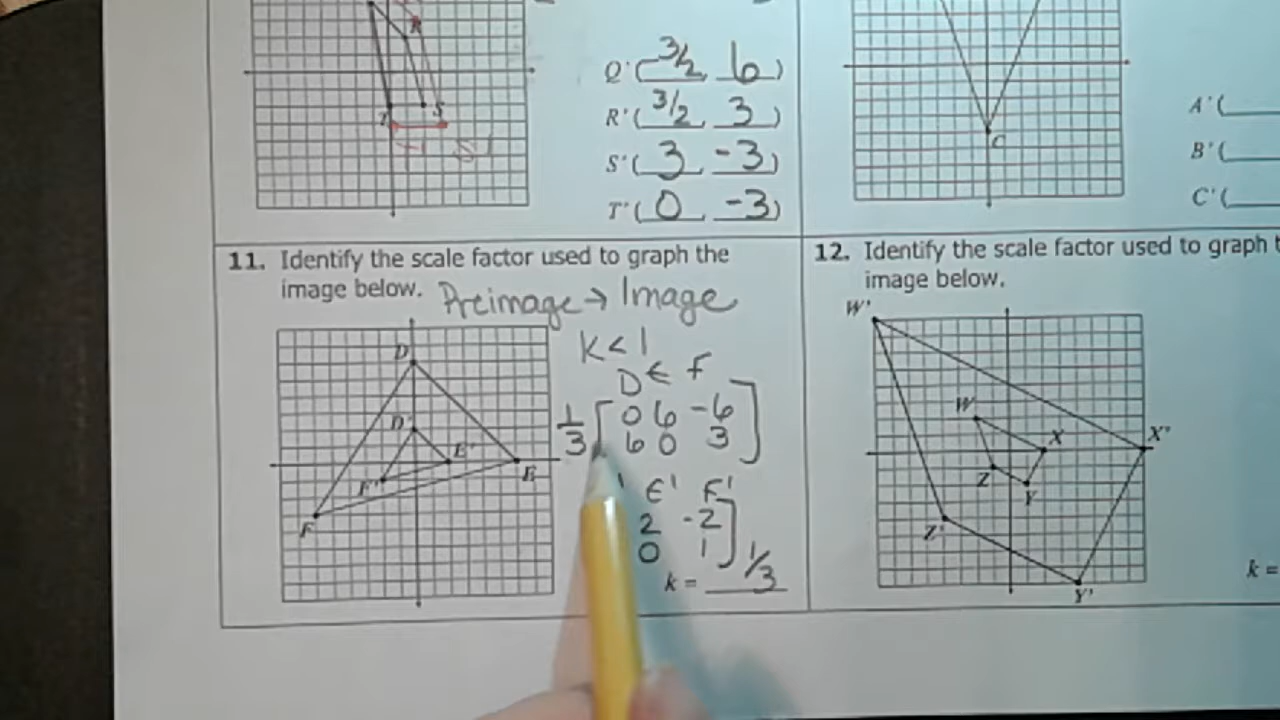 R
T
S
Q'( 3/2, 6 )
R'( 3/2, 3 )
S'( 3, -3 )
T'( 0, -3 )
C
A'(
B'(
C'(
11. Identify the scale factor used to graph the
image below. Preimage → Image
K < 1
D E F
1/3 [ 0 6 -6
6 0 3 ]
' E' F'
2 -2
0 1 ]
k = 1/3
D
D'
E'
F'
E
F
12. Identify the scale factor used to graph t
image below.
W'
W
X
X'
Z
Y
Z'
Y'
k =